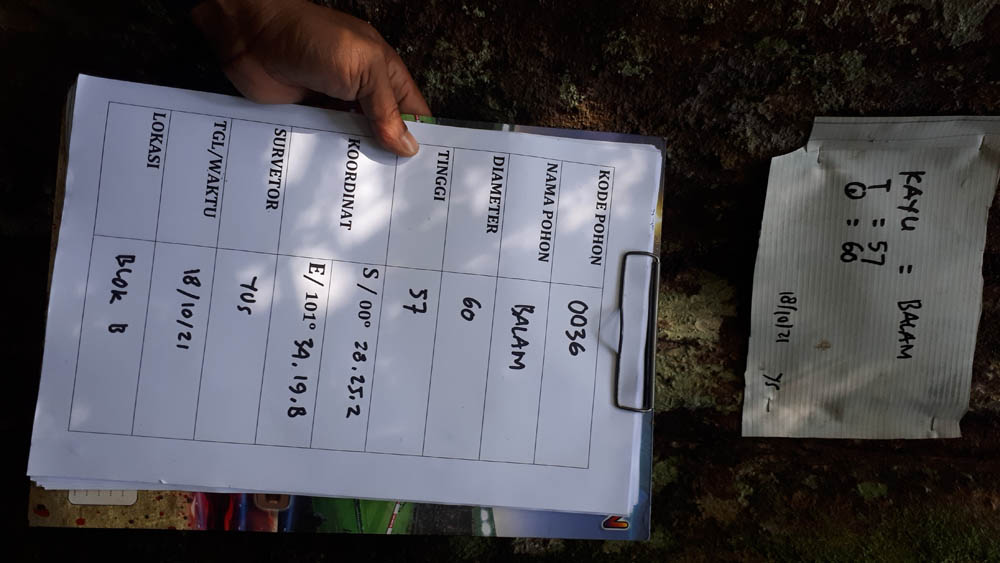 KAYU = BALAM
T = 57
Q = 60
18/10/21 YS
KODE POHON 0036
NAMA POHON BALAM
DIAMETER 60
TINGGI 57
KOORDINAT S / 00° 28.25.2
E/ 101° 34.19.8
SURVETOR YUS
TGL/WAKTU 18/10/21
LOKASI BLOK B
N